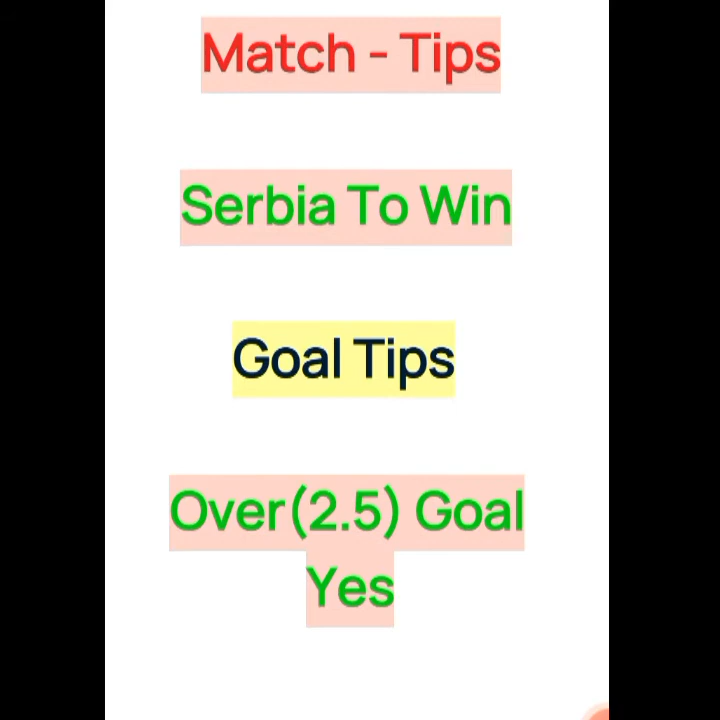 Match - Tips
Serbia To Win
Goal Tips
Over(2.5) Goal
Yes